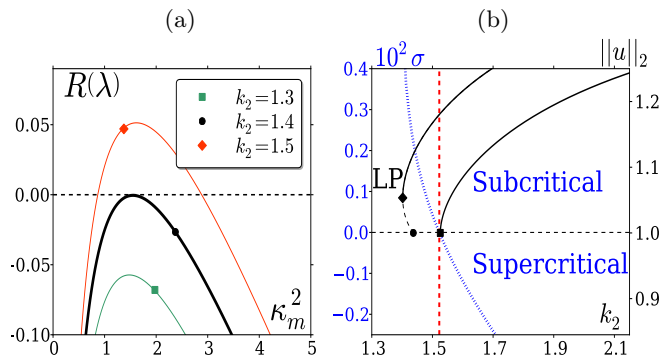 (a)
(b)
R(λ)
k₂=1.3
k₂=1.4
k₂=1.5
0.05
0.00
-0.05
-0.10
0 1 2 3 4 5
κₘ²
10² σ
||u||₂
0.4
0.3
0.2
0.1
0.0
-0.1
-0.2
LP
Subcritical
Supercritical
1.2
1.1
1.0
0.9
1.3 1.5 1.7 1.9 2.1
k₂